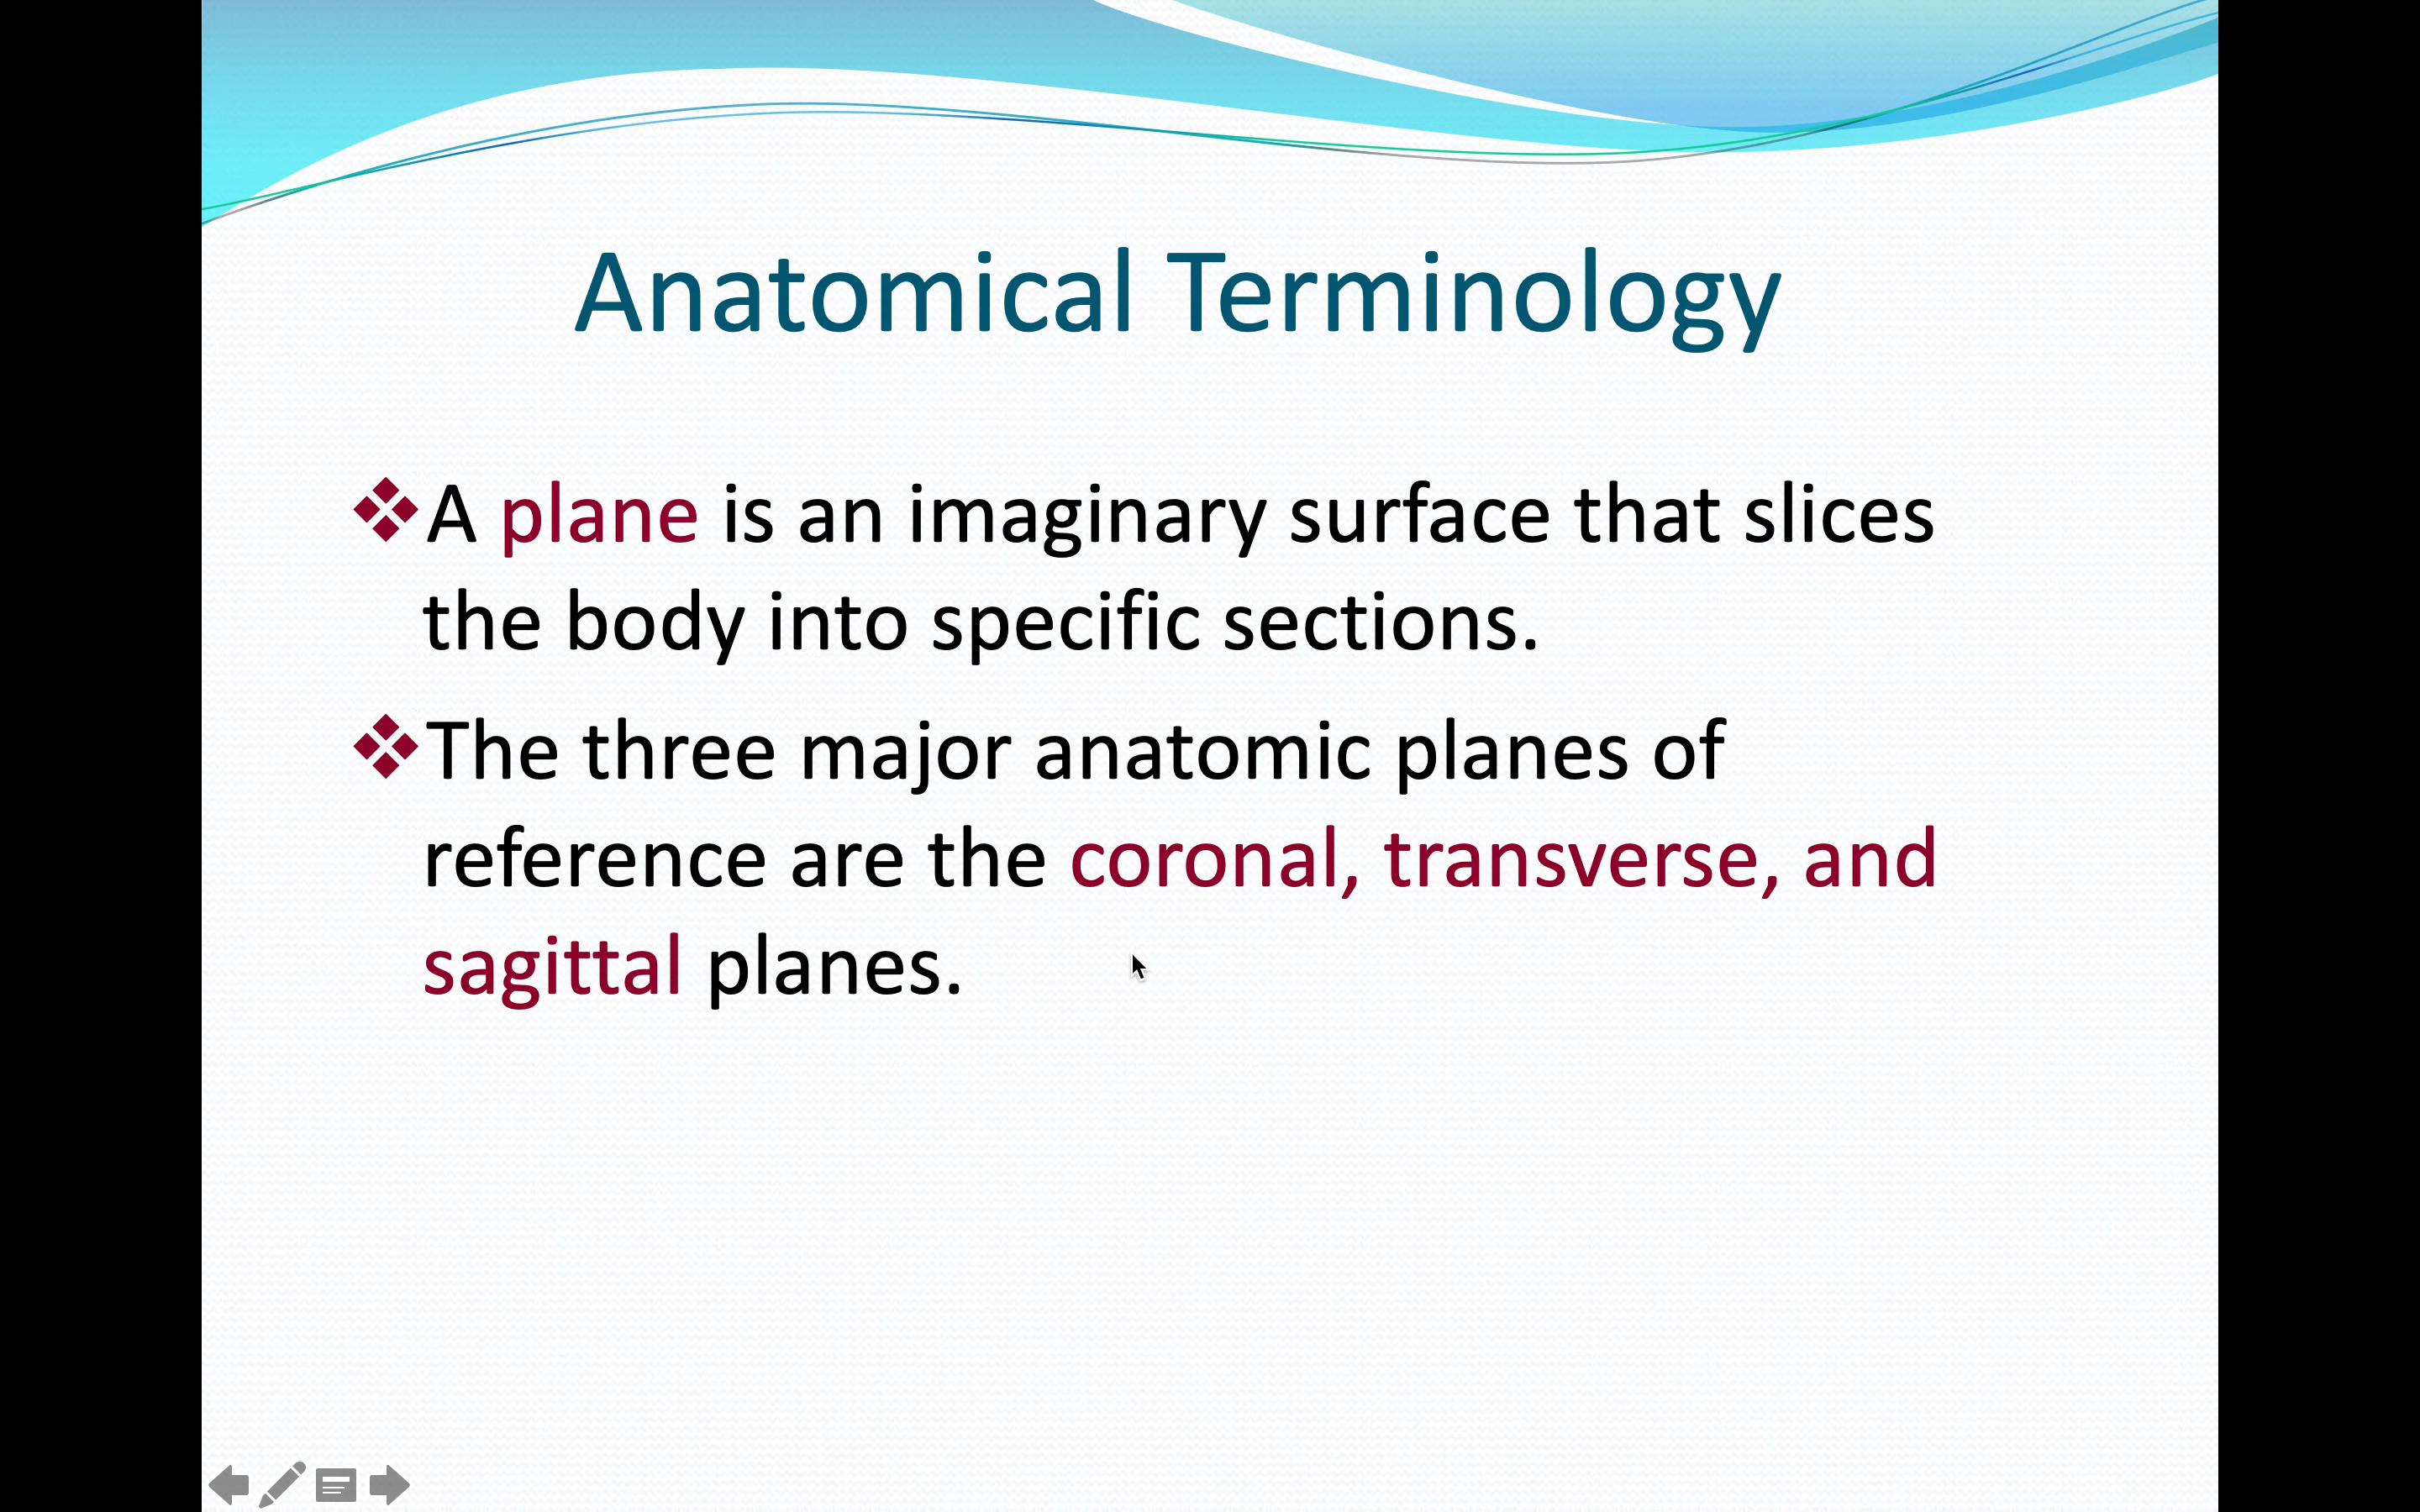 Anatomical Terminology
A plane is an imaginary surface that slices
the body into specific sections.
The three major anatomic planes of
reference are the coronal, transverse, and
sagittal planes.